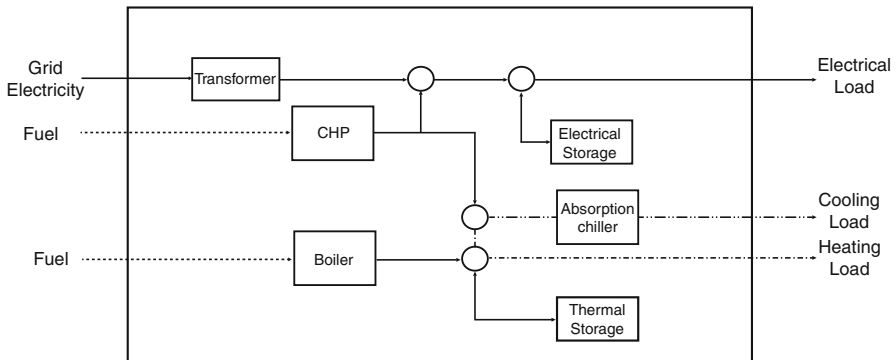 Grid
Electricity
Transformer
Electrical
Load
Fuel
CHP
Electrical
Storage
Absorption
chiller
Cooling
Load
Fuel
Boiler
Heating
Load
Thermal
Storage